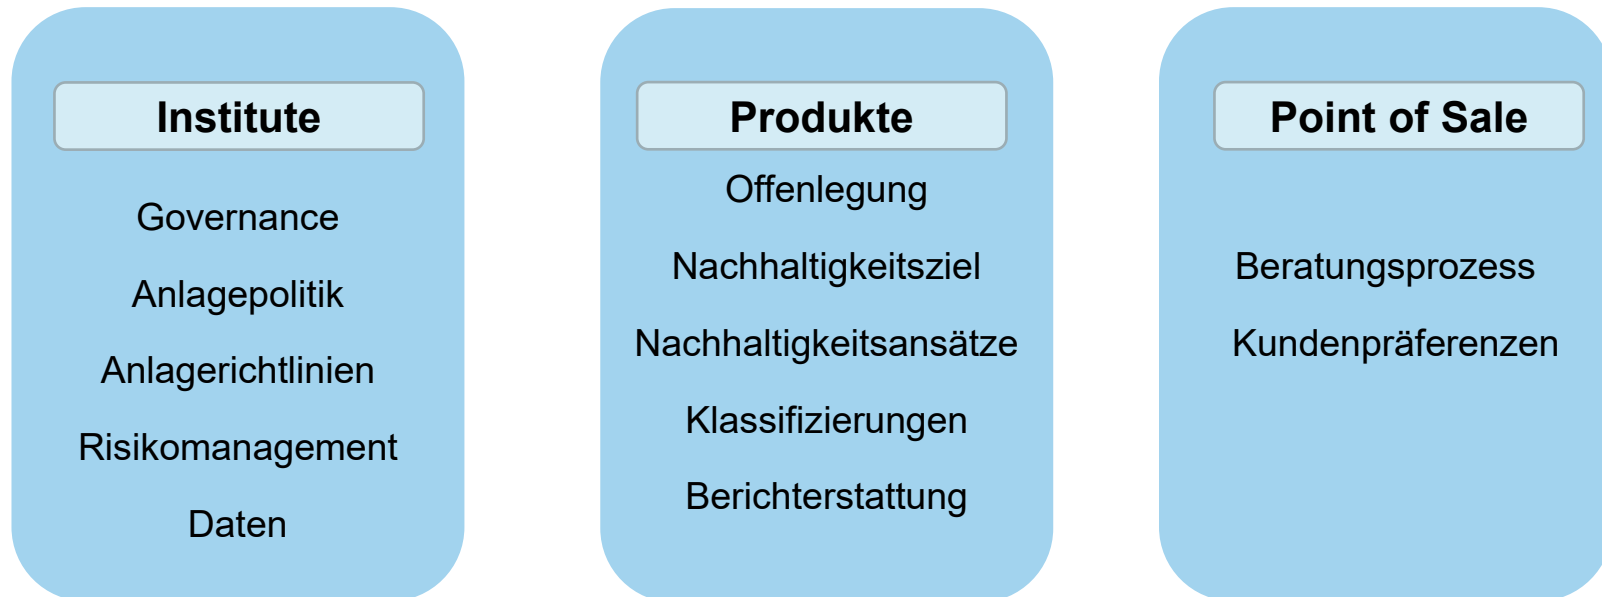 Institute
Governance
Anlagepolitik
Anlagerichtlinien
Risikomanagement
Daten
Produkte
Offenlegung
Nachhaltigkeitsziel
Nachhaltigkeitsansätze
Klassifizierungen
Berichterstattung
Point of Sale
Beratungsprozess
Kundenpräferenzen